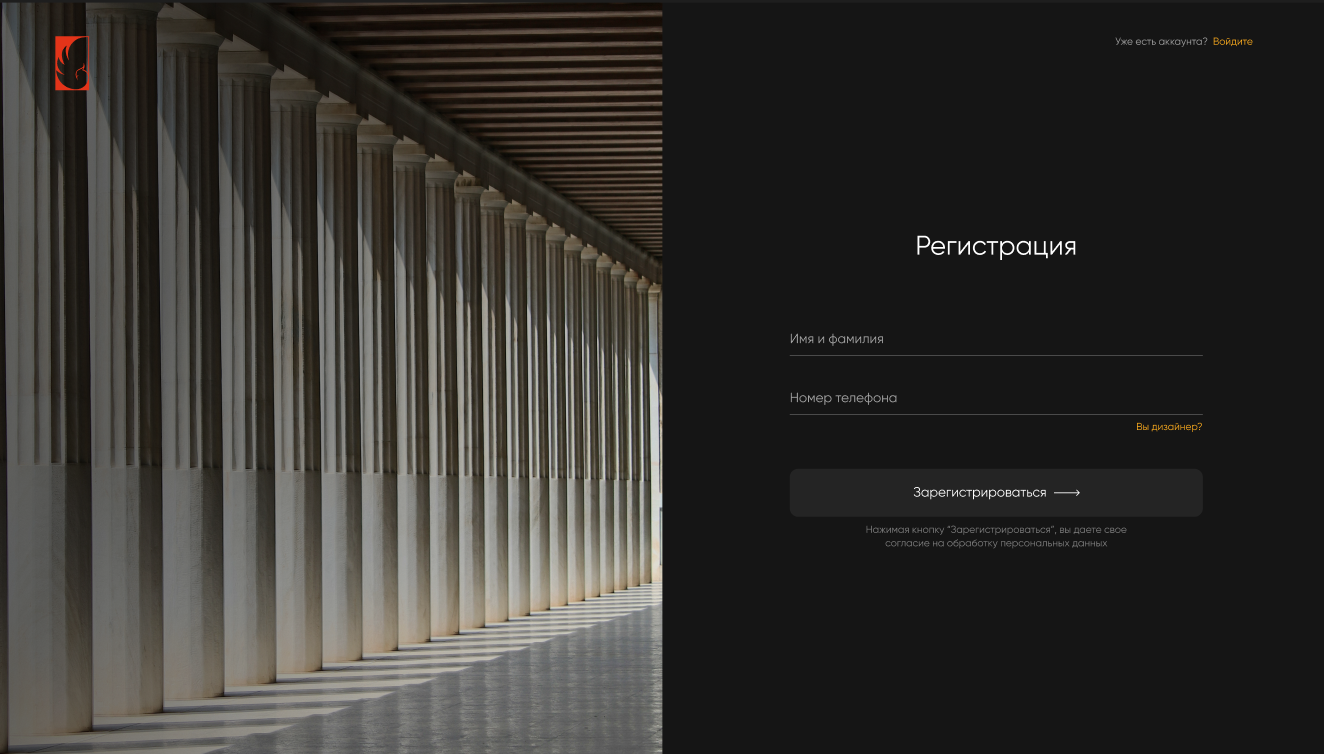 Уже есть аккаунта? Войдите
Регистрация
Имя и фамилия
Номер телефона
Вы дизайнер?
Зарегистрироваться
Нажимая кнопку "Зарегистрироваться", вы даете свое
согласие на обработку персональных данных